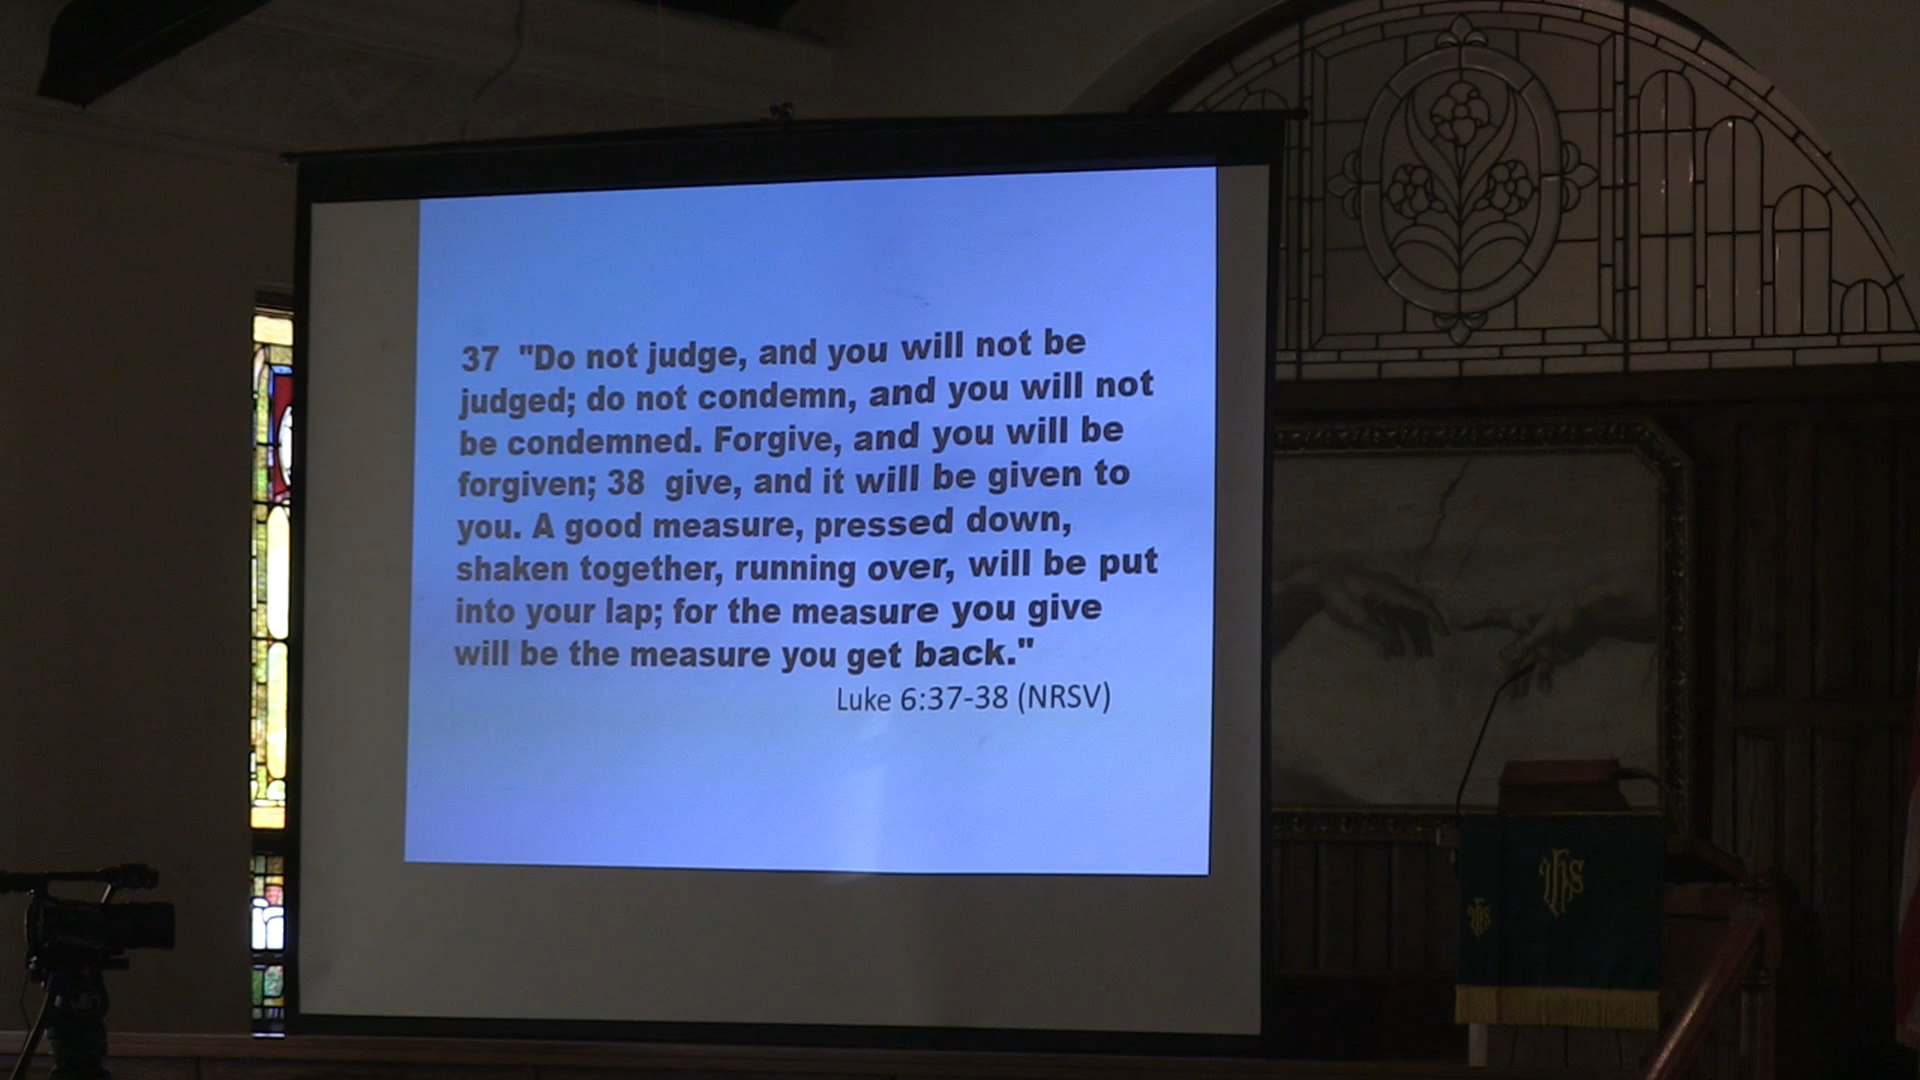 37 "Do not judge, and you will not be
judged; do not condemn, and you will not
be condemned. Forgive, and you will be
forgiven; 38 give, and it will be given to
you. A good measure, pressed down,
shaken together, running over, will be put
into your lap; for the measure you give
will be the measure you get back."
Luke 6:37-38 (NRSV)
IHS
IHS